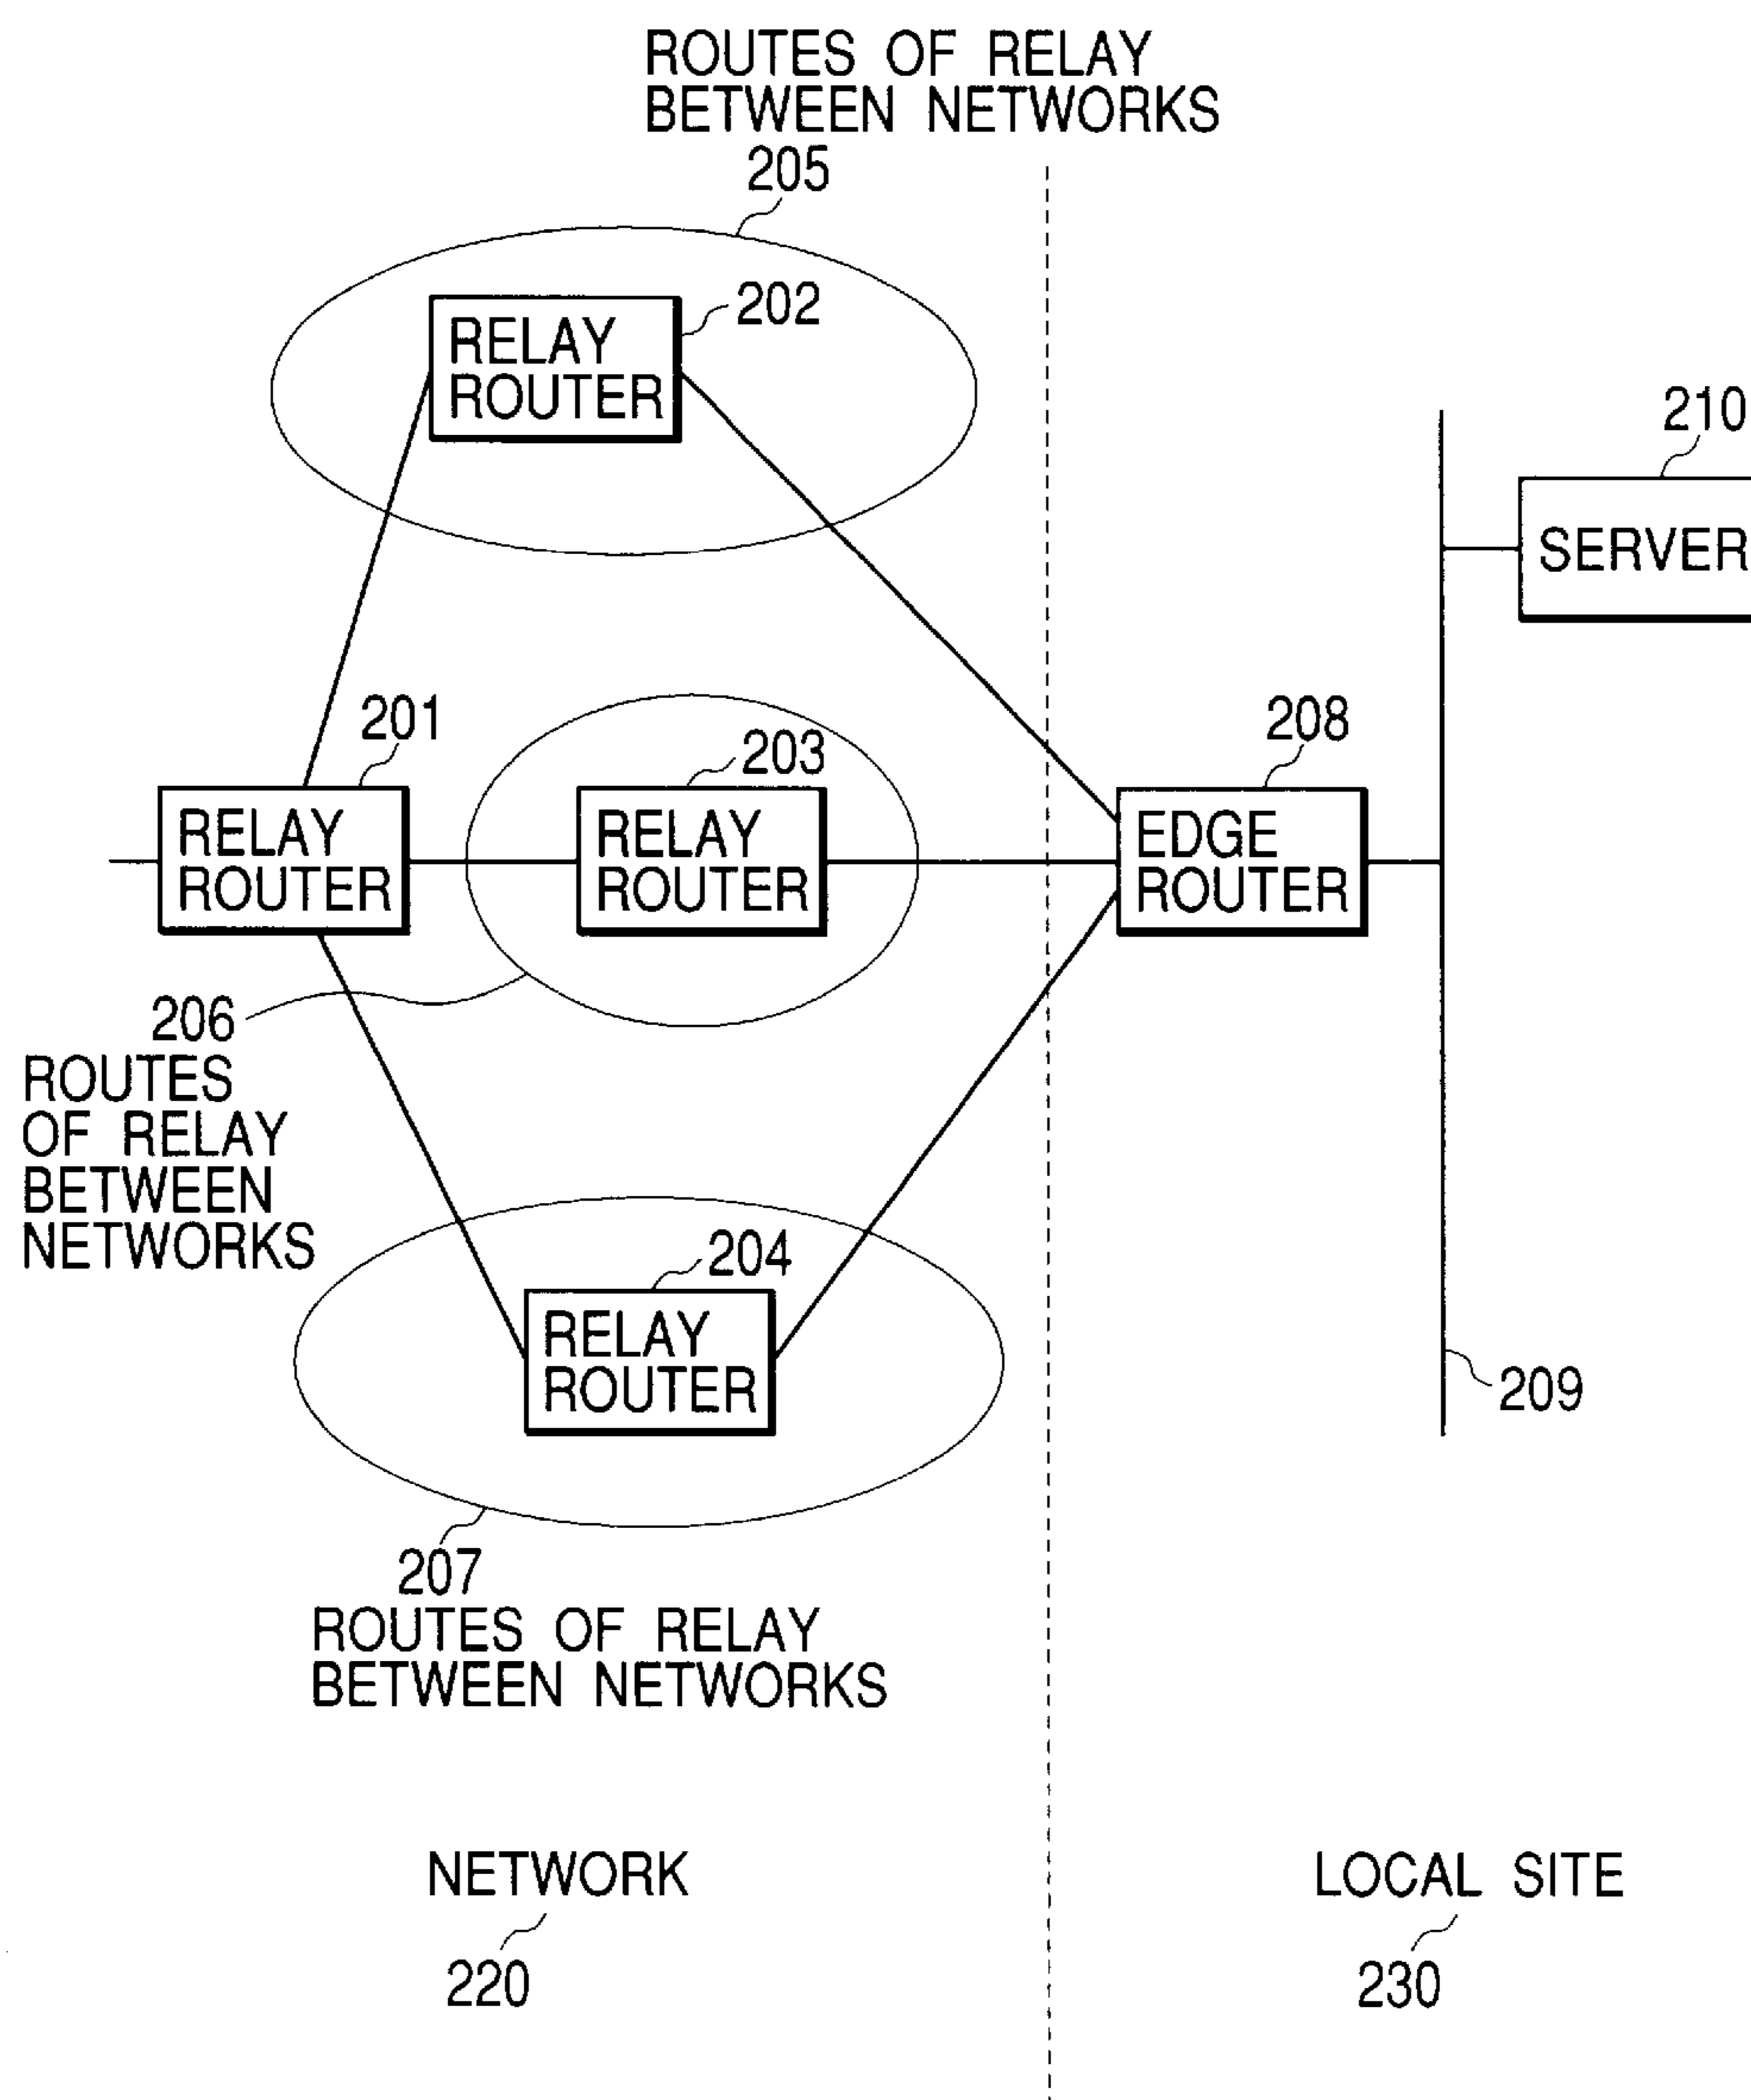 ROUTES OF RELAY
BETWEEN NETWORKS
205
202
RELAY
ROUTER
210
SERVER
201
203
208
RELAY
ROUTER
RELAY
ROUTER
EDGE
ROUTER
206
ROUTES
OF RELAY
BETWEEN
NETWORKS
204
RELAY
ROUTER
209
207
ROUTES OF RELAY
BETWEEN NETWORKS
NETWORK
220
LOCAL SITE
230